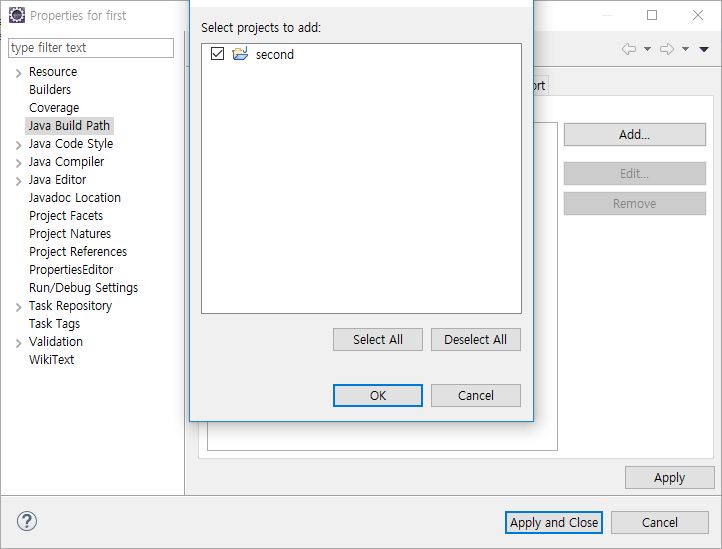 Properties for first
type filter text
Resource
Builders
Coverage
Java Build Path
Java Code Style
Java Compiler
Java Editor
Javadoc Location
Project Facets
Project Natures
Project References
PropertiesEditor
Run/Debug Settings
Task Repository
Task Tags
Validation
WikiText
Select projects to add:
second
Select All
Deselect All
OK
Cancel
Add...
Edit...
Remove
Apply
Apply and Close
Cancel